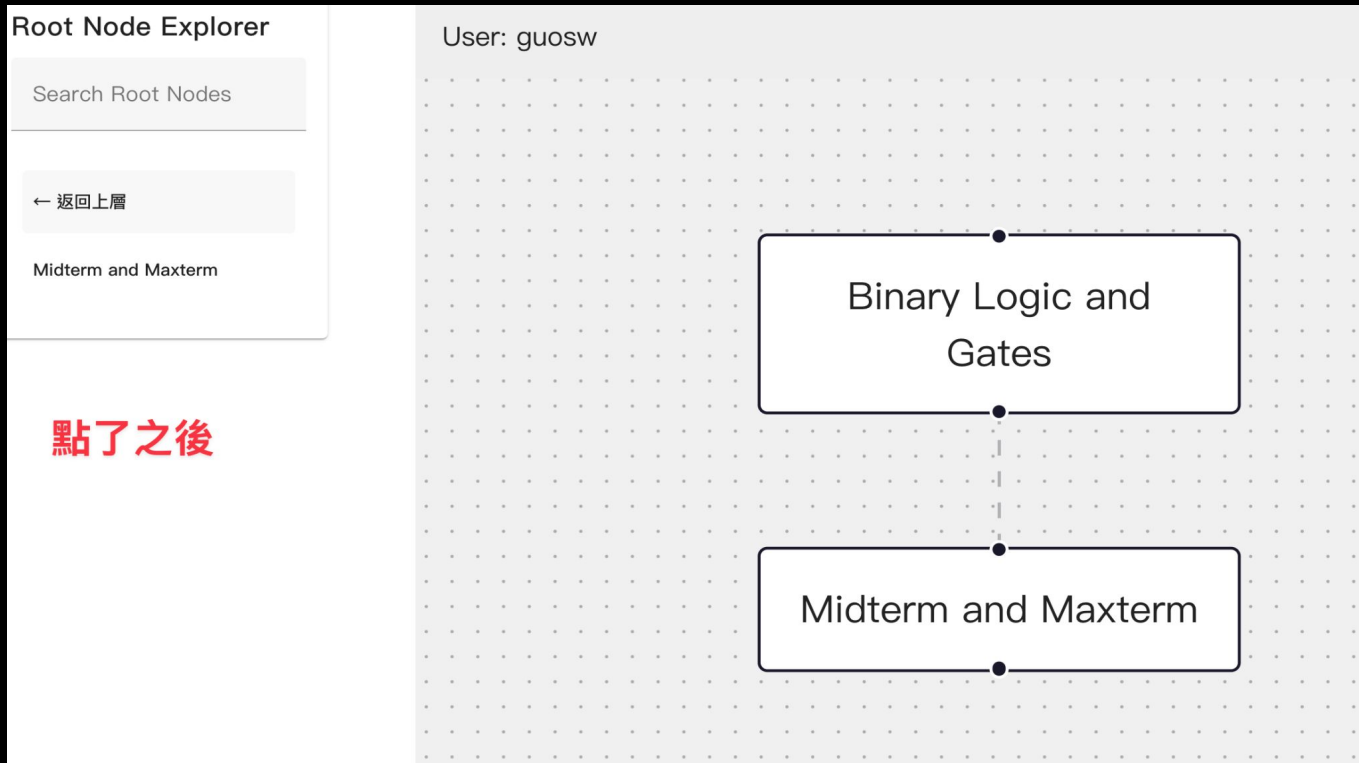 Root Node Explorer
Search Root Nodes
← 返回上層
Midterm and Maxterm
點了之後
User: guosw
Binary Logic and
Gates
Midterm and Maxterm